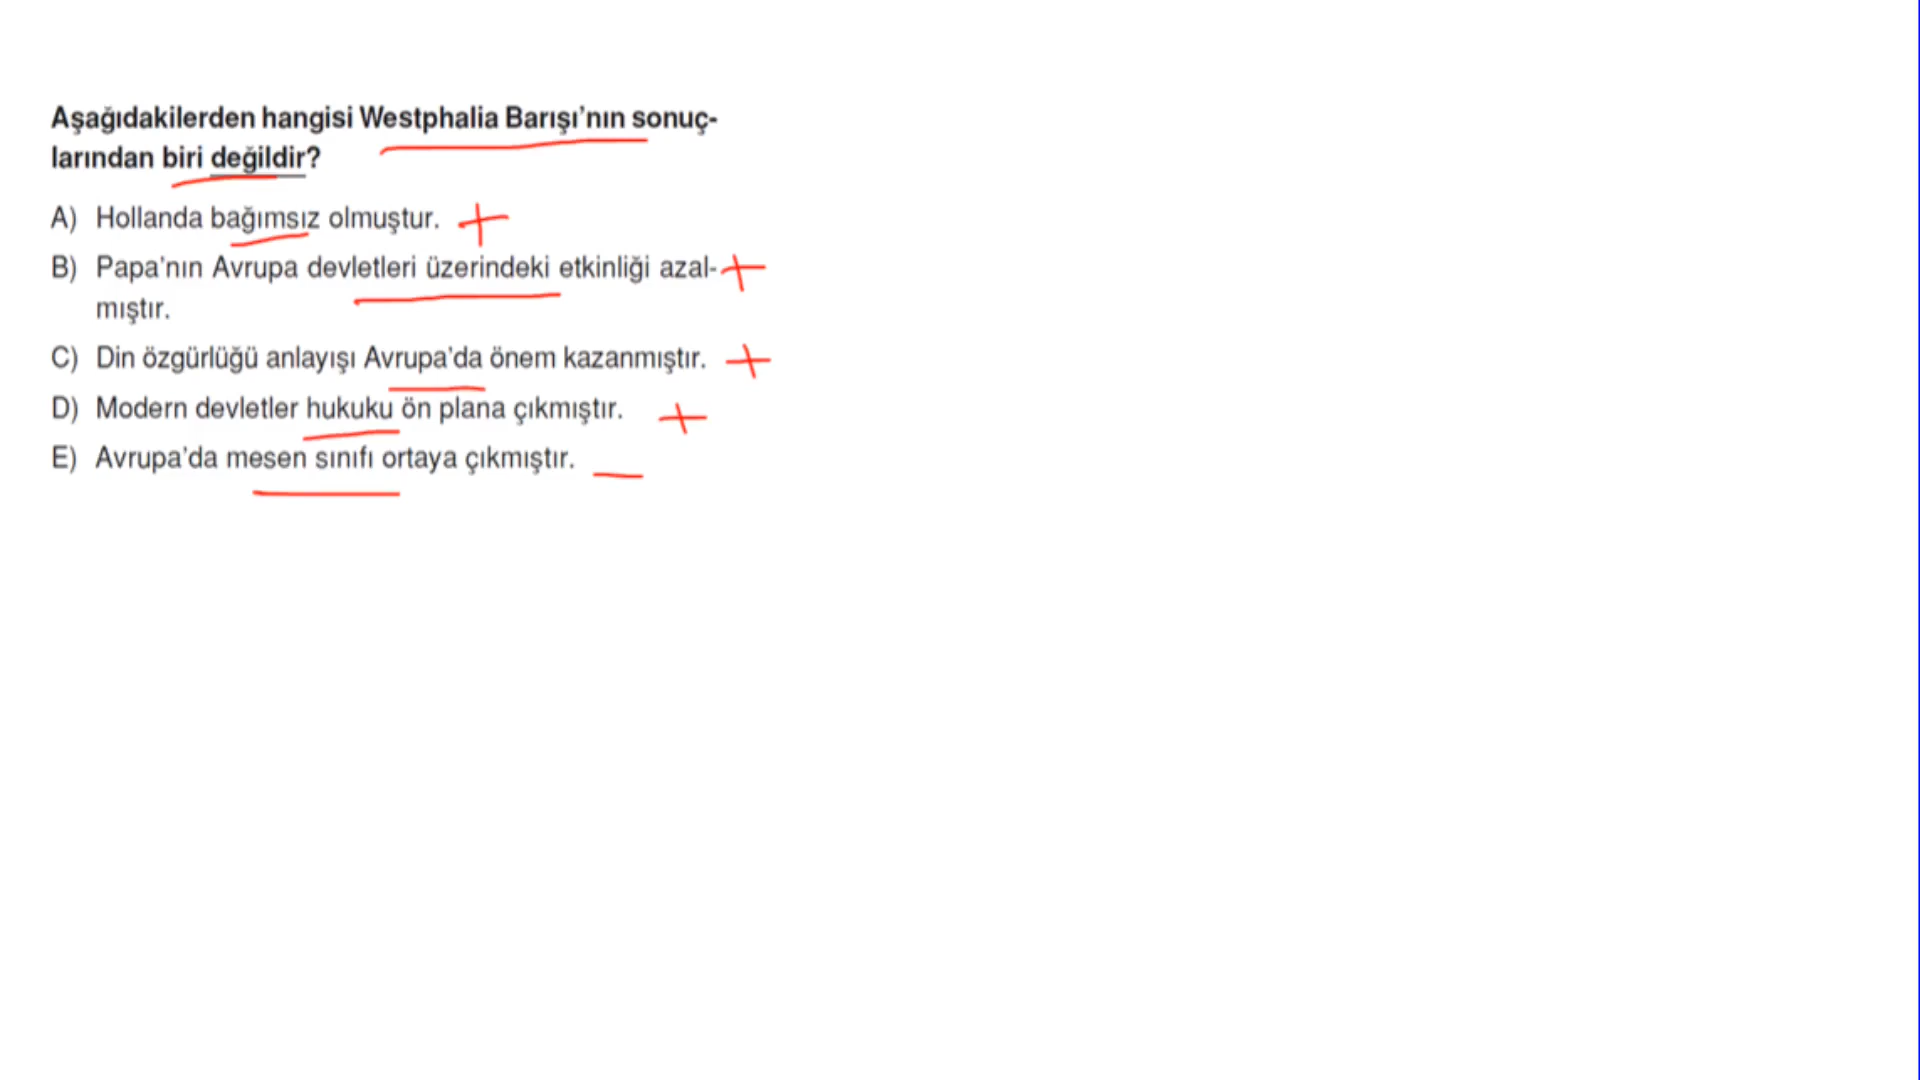 Aşağıdakilerden hangisi Westphalia Barışı'nın sonuç-
larından biri değildir?
A) Hollanda bağımsız olmuştur. +
B) Papa'nın Avrupa devletleri üzerindeki etkinliği azal- +
mıştır.
C) Din özgürlüğü anlayışı Avrupa'da önem kazanmıştır. +
D) Modern devletler hukuku ön plana çıkmıştır. +
E) Avrupa'da mesen sınıfı ortaya çıkmıştır. —